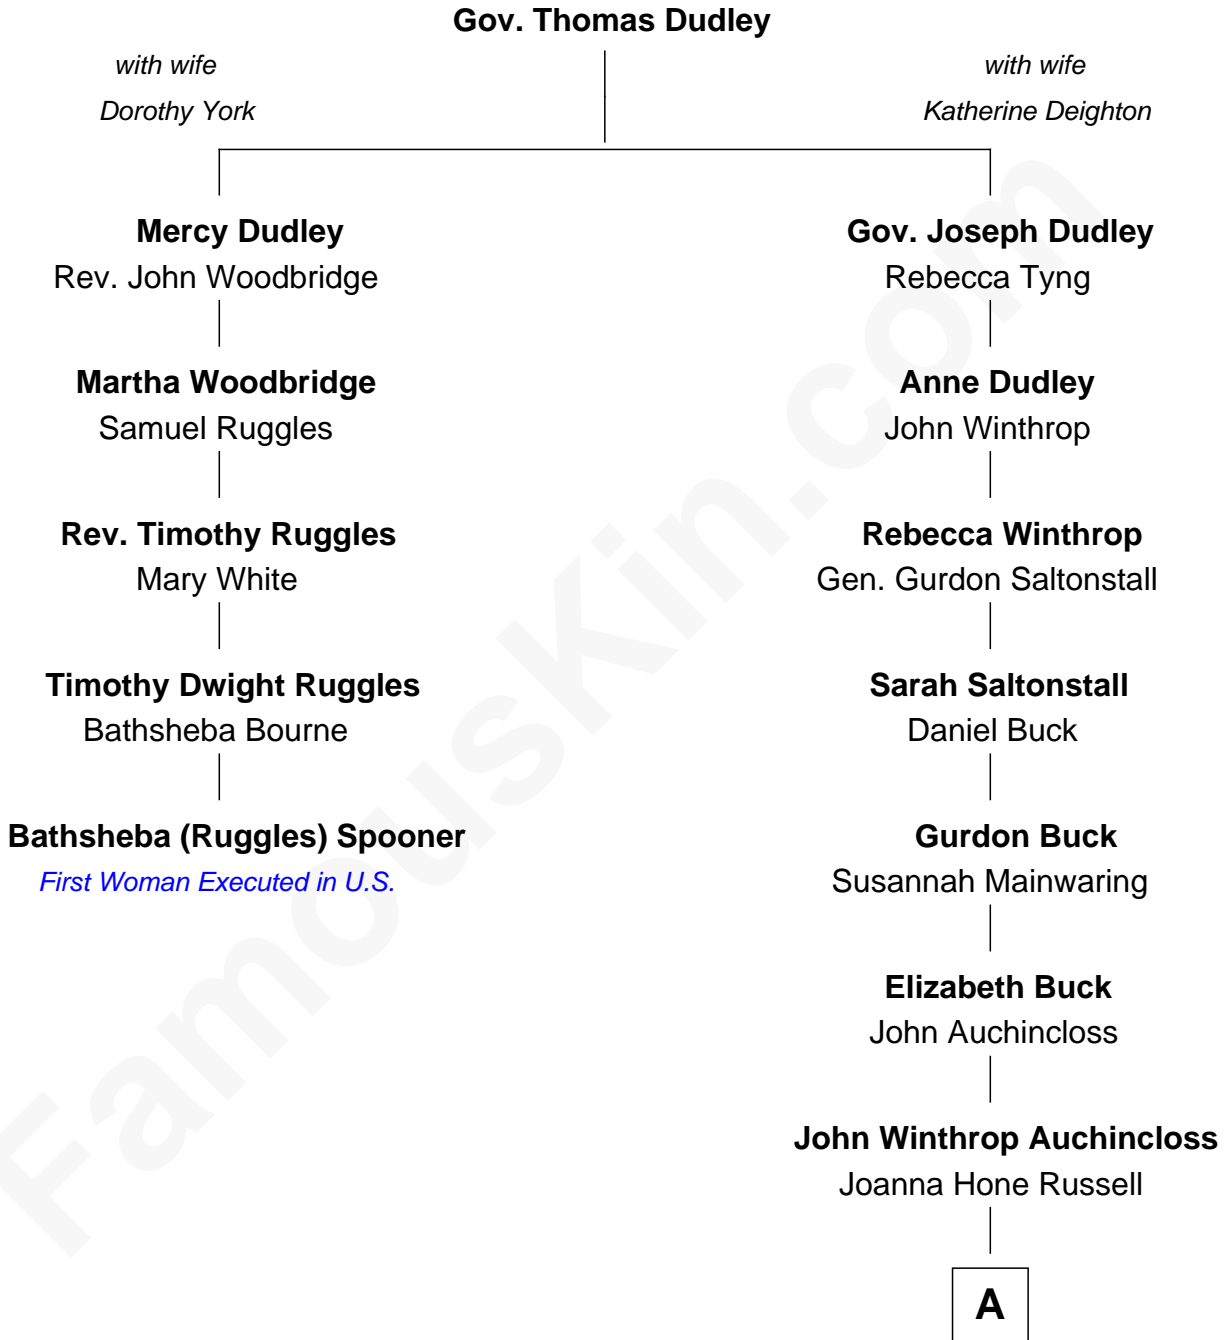 Gov. Thomas Dudley
with wife
Dorothy York
with wife
Katherine Deighton
Mercy Dudley
Rev. John Woodbridge
Martha Woodbridge
Samuel Ruggles
Rev. Timothy Ruggles
Mary White
Timothy Dwight Ruggles
Bathsheba Bourne
Bathsheba (Ruggles) Spooner
First Woman Executed in U.S.
Gov. Joseph Dudley
Rebecca Tyng
Anne Dudley
John Winthrop
Rebecca Winthrop
Gen. Gurdon Saltonstall
Sarah Saltonstall
Daniel Buck
Gurdon Buck
Susannah Mainwaring
Elizabeth Buck
John Auchincloss
John Winthrop Auchincloss
Joanna Hone Russell
A
FamousKin.com